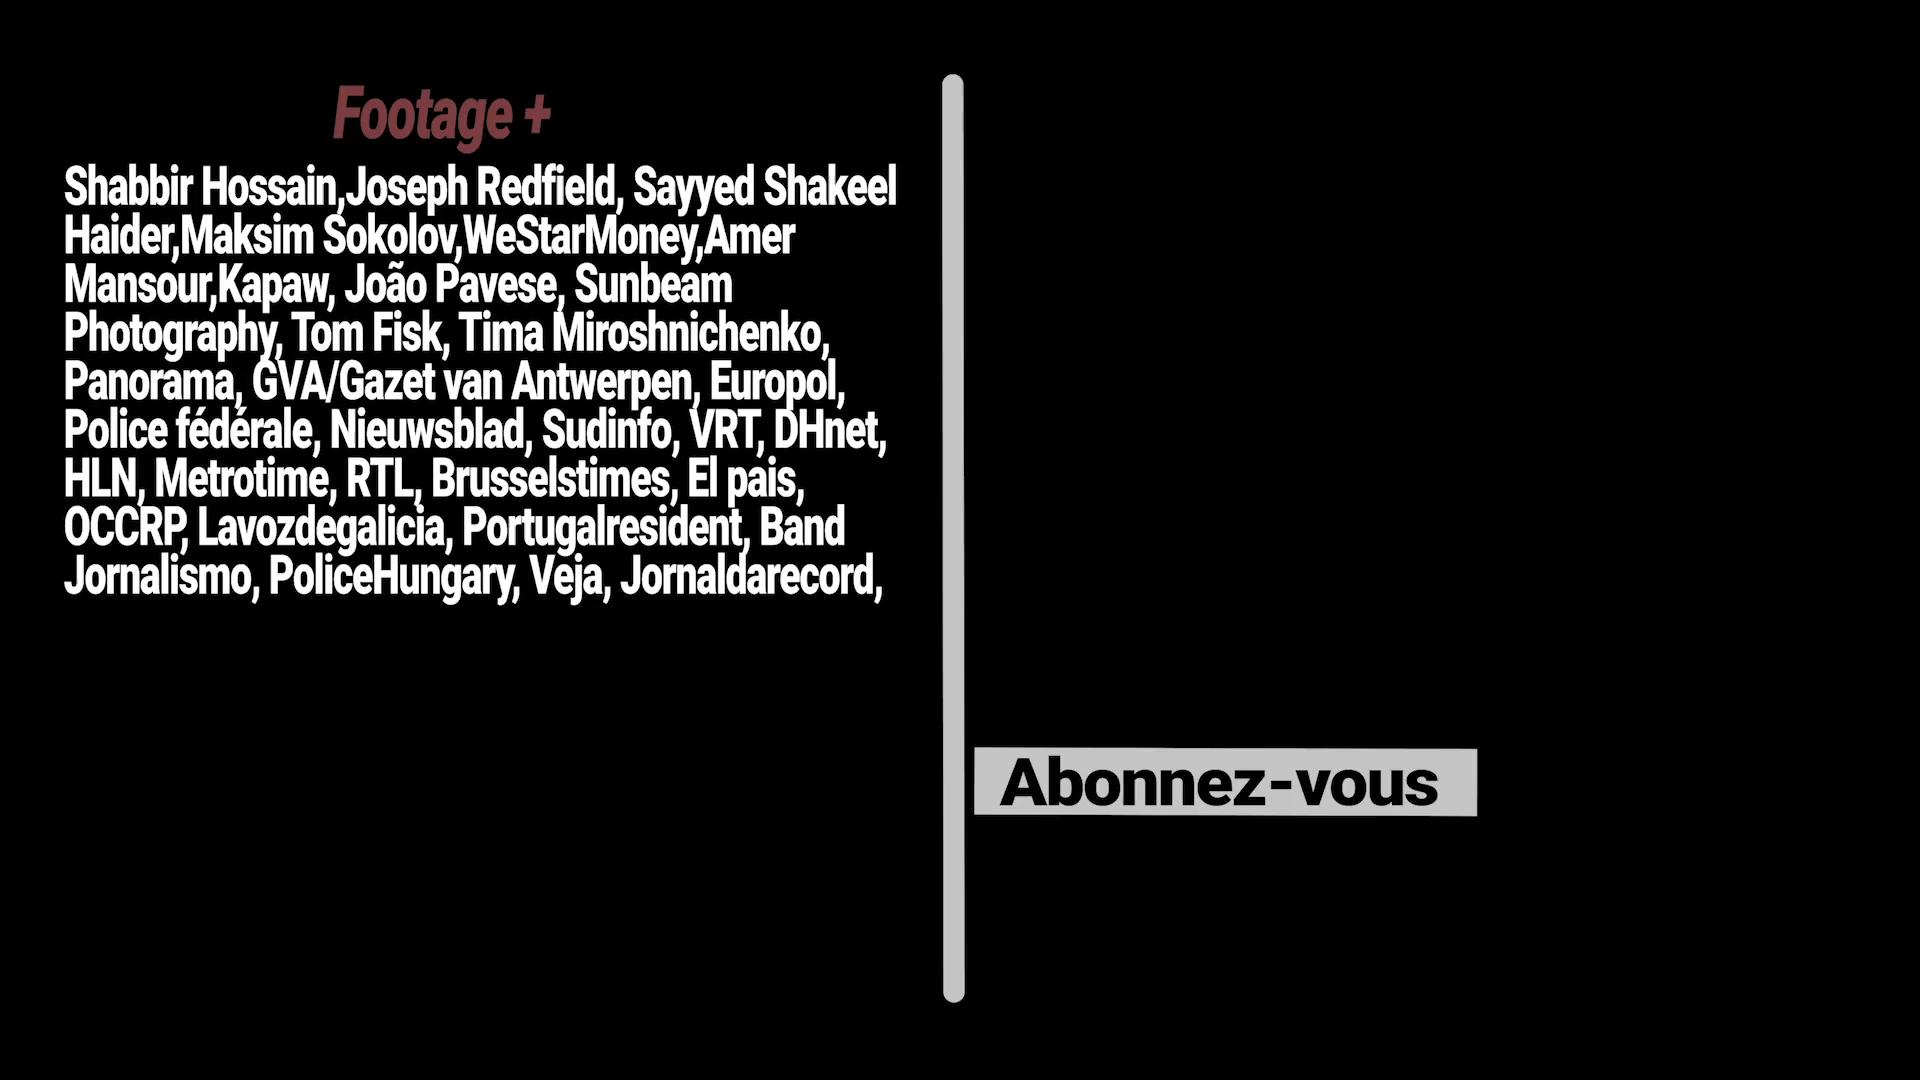 Footage +
Shabbir Hossain,Joseph Redfield, Sayyed Shakeel
Haider,Maksim Sokolov,WeStarMoney,Amer
Mansour,Kapaw, João Pavese, Sunbeam
Photography, Tom Fisk, Tima Miroshnichenko,
Panorama, GVA/Gazet van Antwerpen, Europol,
Police fédérale, Nieuwsblad, Sudinfo, VRT, DHnet,
HLN, Metrotime, RTL, Brusselstimes, El pais,
OCCRP, Lavozdegalicia, Portugalresident, Band
Jornalismo, PoliceHungary, Veja, Jornaldarecord,
Abonnez-vous